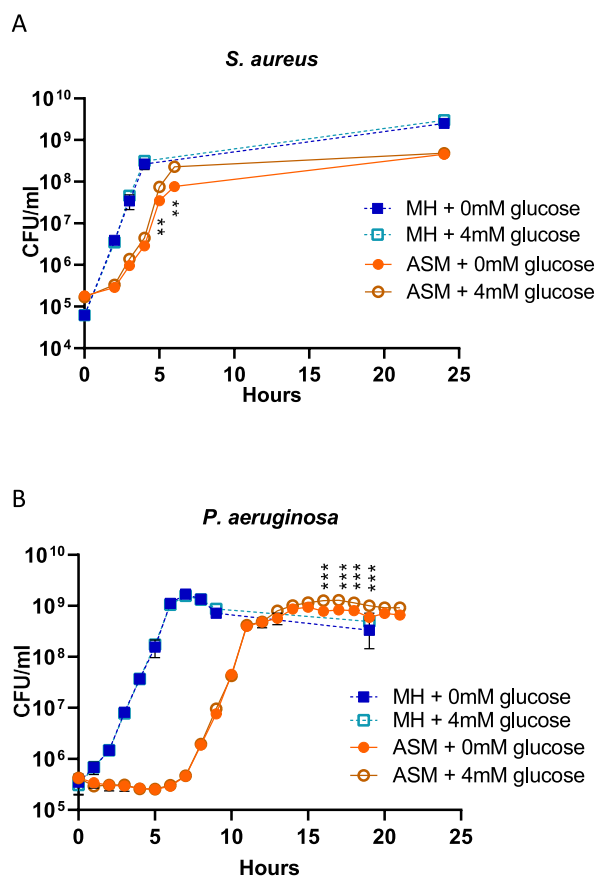 A
S. aureus
10^10
10^9
10^8
10^7
10^6
10^5
10^4
CFU/ml
**
**
MH + 0mM glucose
MH + 4mM glucose
ASM + 0mM glucose
ASM + 4mM glucose
0 5 10 15 20 25
Hours
B
P. aeruginosa
10^10
10^9
10^8
10^7
10^6
10^5
CFU/ml
***
***
***
***
MH + 0mM glucose
MH + 4mM glucose
ASM + 0mM glucose
ASM + 4mM glucose
0 5 10 15 20 25
Hours